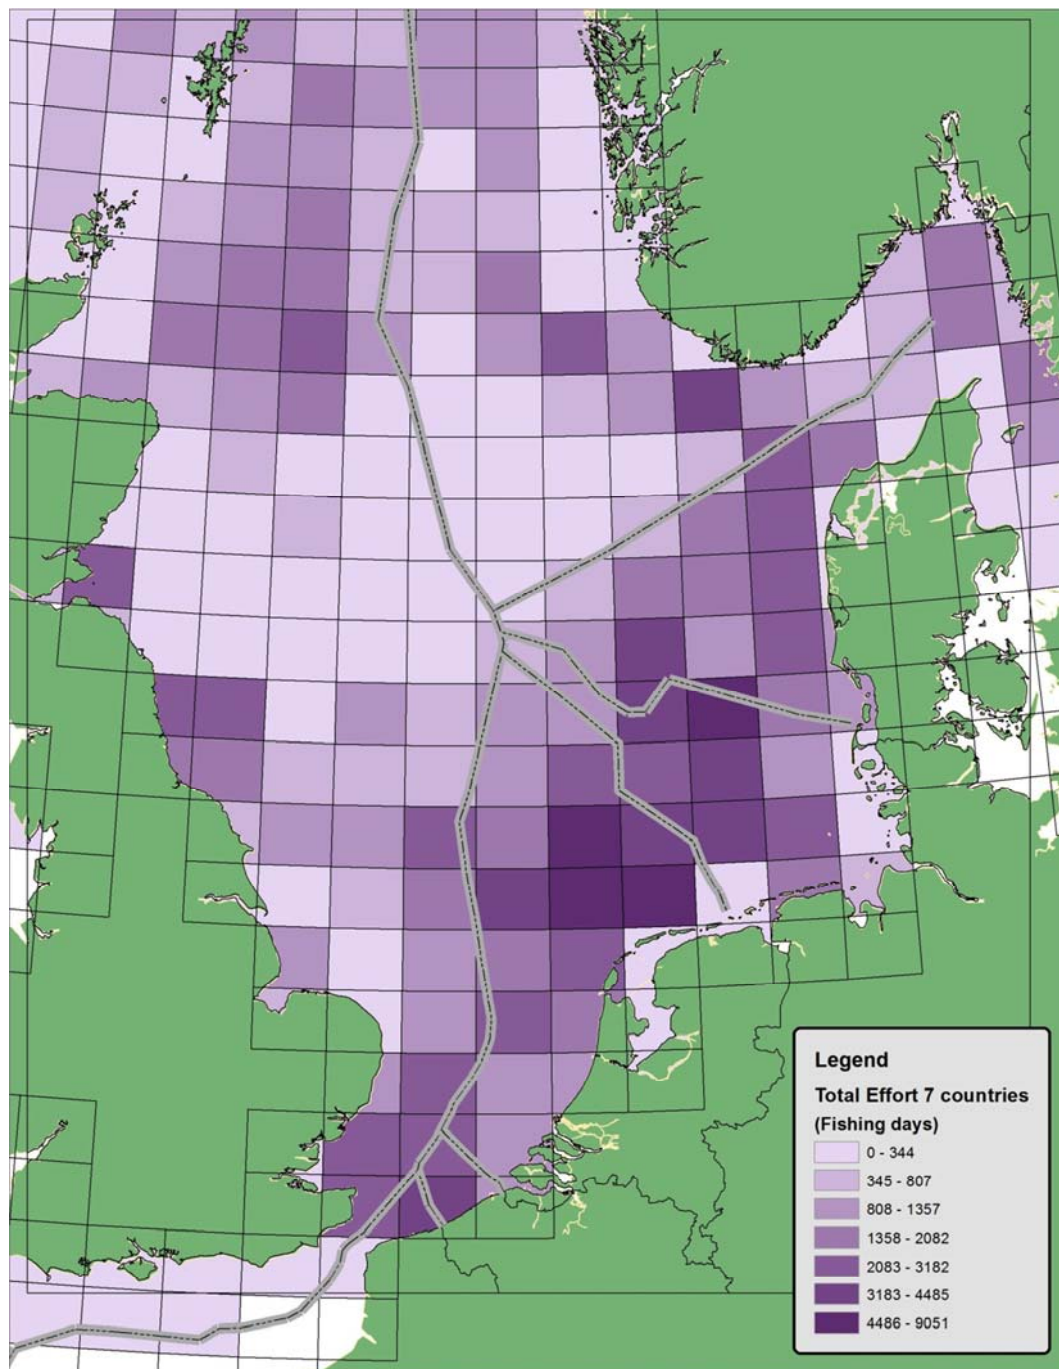 Legend
Total Effort 7 countries
(Fishing days)
0 - 344
345 - 807
808 - 1357
1358 - 2082
2083 - 3182
3183 - 4485
4486 - 9051